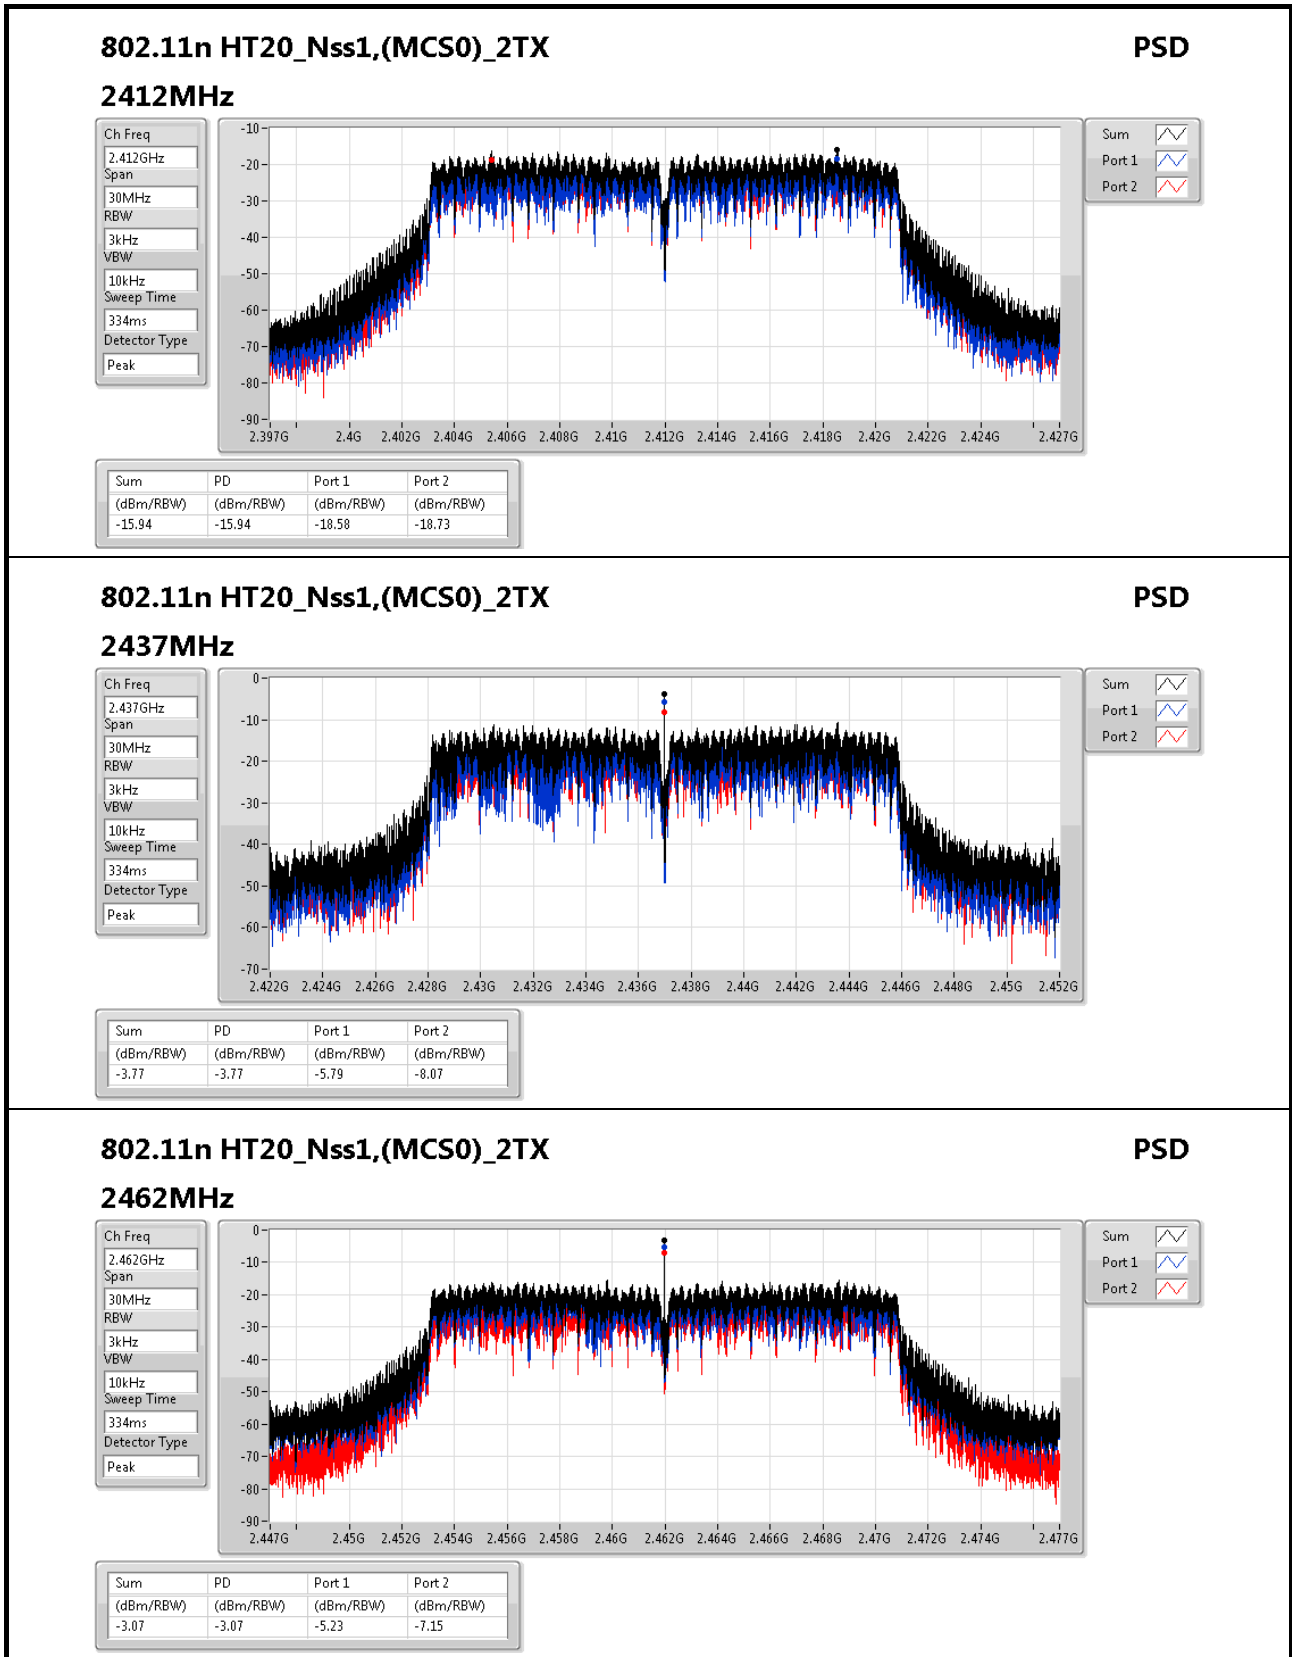 802.11n HT20_Nss1,(MCS0)_2TX PSD
2412MHz
Ch Freq
2.412GHz
Span
30MHz
RBW
3kHz
VBW
10kHz
Sweep Time
334ms
Detector Type
Peak
-10
-20
-30
-40
-50
-60
-70
-80
-90
2.397G 2.4G 2.402G 2.404G 2.406G 2.408G 2.41G 2.412G 2.414G 2.416G 2.418G 2.42G 2.422G 2.424G 2.427G
Sum
Port 1
Port 2
Sum PD Port 1 Port 2
(dBm/RBW) (dBm/RBW) (dBm/RBW) (dBm/RBW)
-15.94 -15.94 -18.58 -18.73
802.11n HT20_Nss1,(MCS0)_2TX PSD
2437MHz
Ch Freq
2.437GHz
Span
30MHz
RBW
3kHz
VBW
10kHz
Sweep Time
334ms
Detector Type
Peak
0
-10
-20
-30
-40
-50
-60
-70
2.422G 2.424G 2.426G 2.428G 2.43G 2.432G 2.434G 2.436G 2.438G 2.44G 2.442G 2.444G 2.446G 2.448G 2.45G 2.452G
Sum
Port 1
Port 2
Sum PD Port 1 Port 2
(dBm/RBW) (dBm/RBW) (dBm/RBW) (dBm/RBW)
-3.77 -3.77 -5.79 -8.07
802.11n HT20_Nss1,(MCS0)_2TX PSD
2462MHz
Ch Freq
2.462GHz
Span
30MHz
RBW
3kHz
VBW
10kHz
Sweep Time
334ms
Detector Type
Peak
0
-10
-20
-30
-40
-50
-60
-70
-80
-90
2.447G 2.45G 2.452G 2.454G 2.456G 2.458G 2.46G 2.462G 2.464G 2.466G 2.468G 2.47G 2.472G 2.474G 2.477G
Sum
Port 1
Port 2
Sum PD Port 1 Port 2
(dBm/RBW) (dBm/RBW) (dBm/RBW) (dBm/RBW)
-3.07 -3.07 -5.23 -7.15